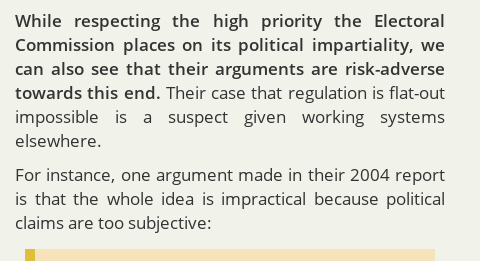 While respecting the high priority the Electoral
Commission places on its political impartiality, we
can also see that their arguments are risk-adverse
towards this end. Their case that regulation is flat-out
impossible is a suspect given working systems
elsewhere.
For instance, one argument made in their 2004 report
is that the whole idea is impractical because political
claims are too subjective: